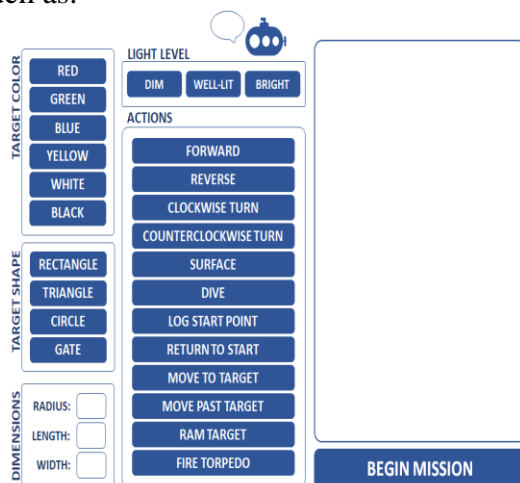 TARGET COLOR
RED
GREEN
BLUE
YELLOW
WHITE
BLACK
TARGET SHAPE
RECTANGLE
TRIANGLE
CIRCLE
GATE
DIMENSIONS
RADIUS:
LENGTH:
WIDTH:
LIGHT LEVEL
DIM WELL-LIT BRIGHT
ACTIONS
FORWARD
REVERSE
CLOCKWISE TURN
COUNTERCLOCKWISE TURN
SURFACE
DIVE
LOG START POINT
RETURN TO START
MOVE TO TARGET
MOVE PAST TARGET
RAM TARGET
FIRE TORPEDO
BEGIN MISSION